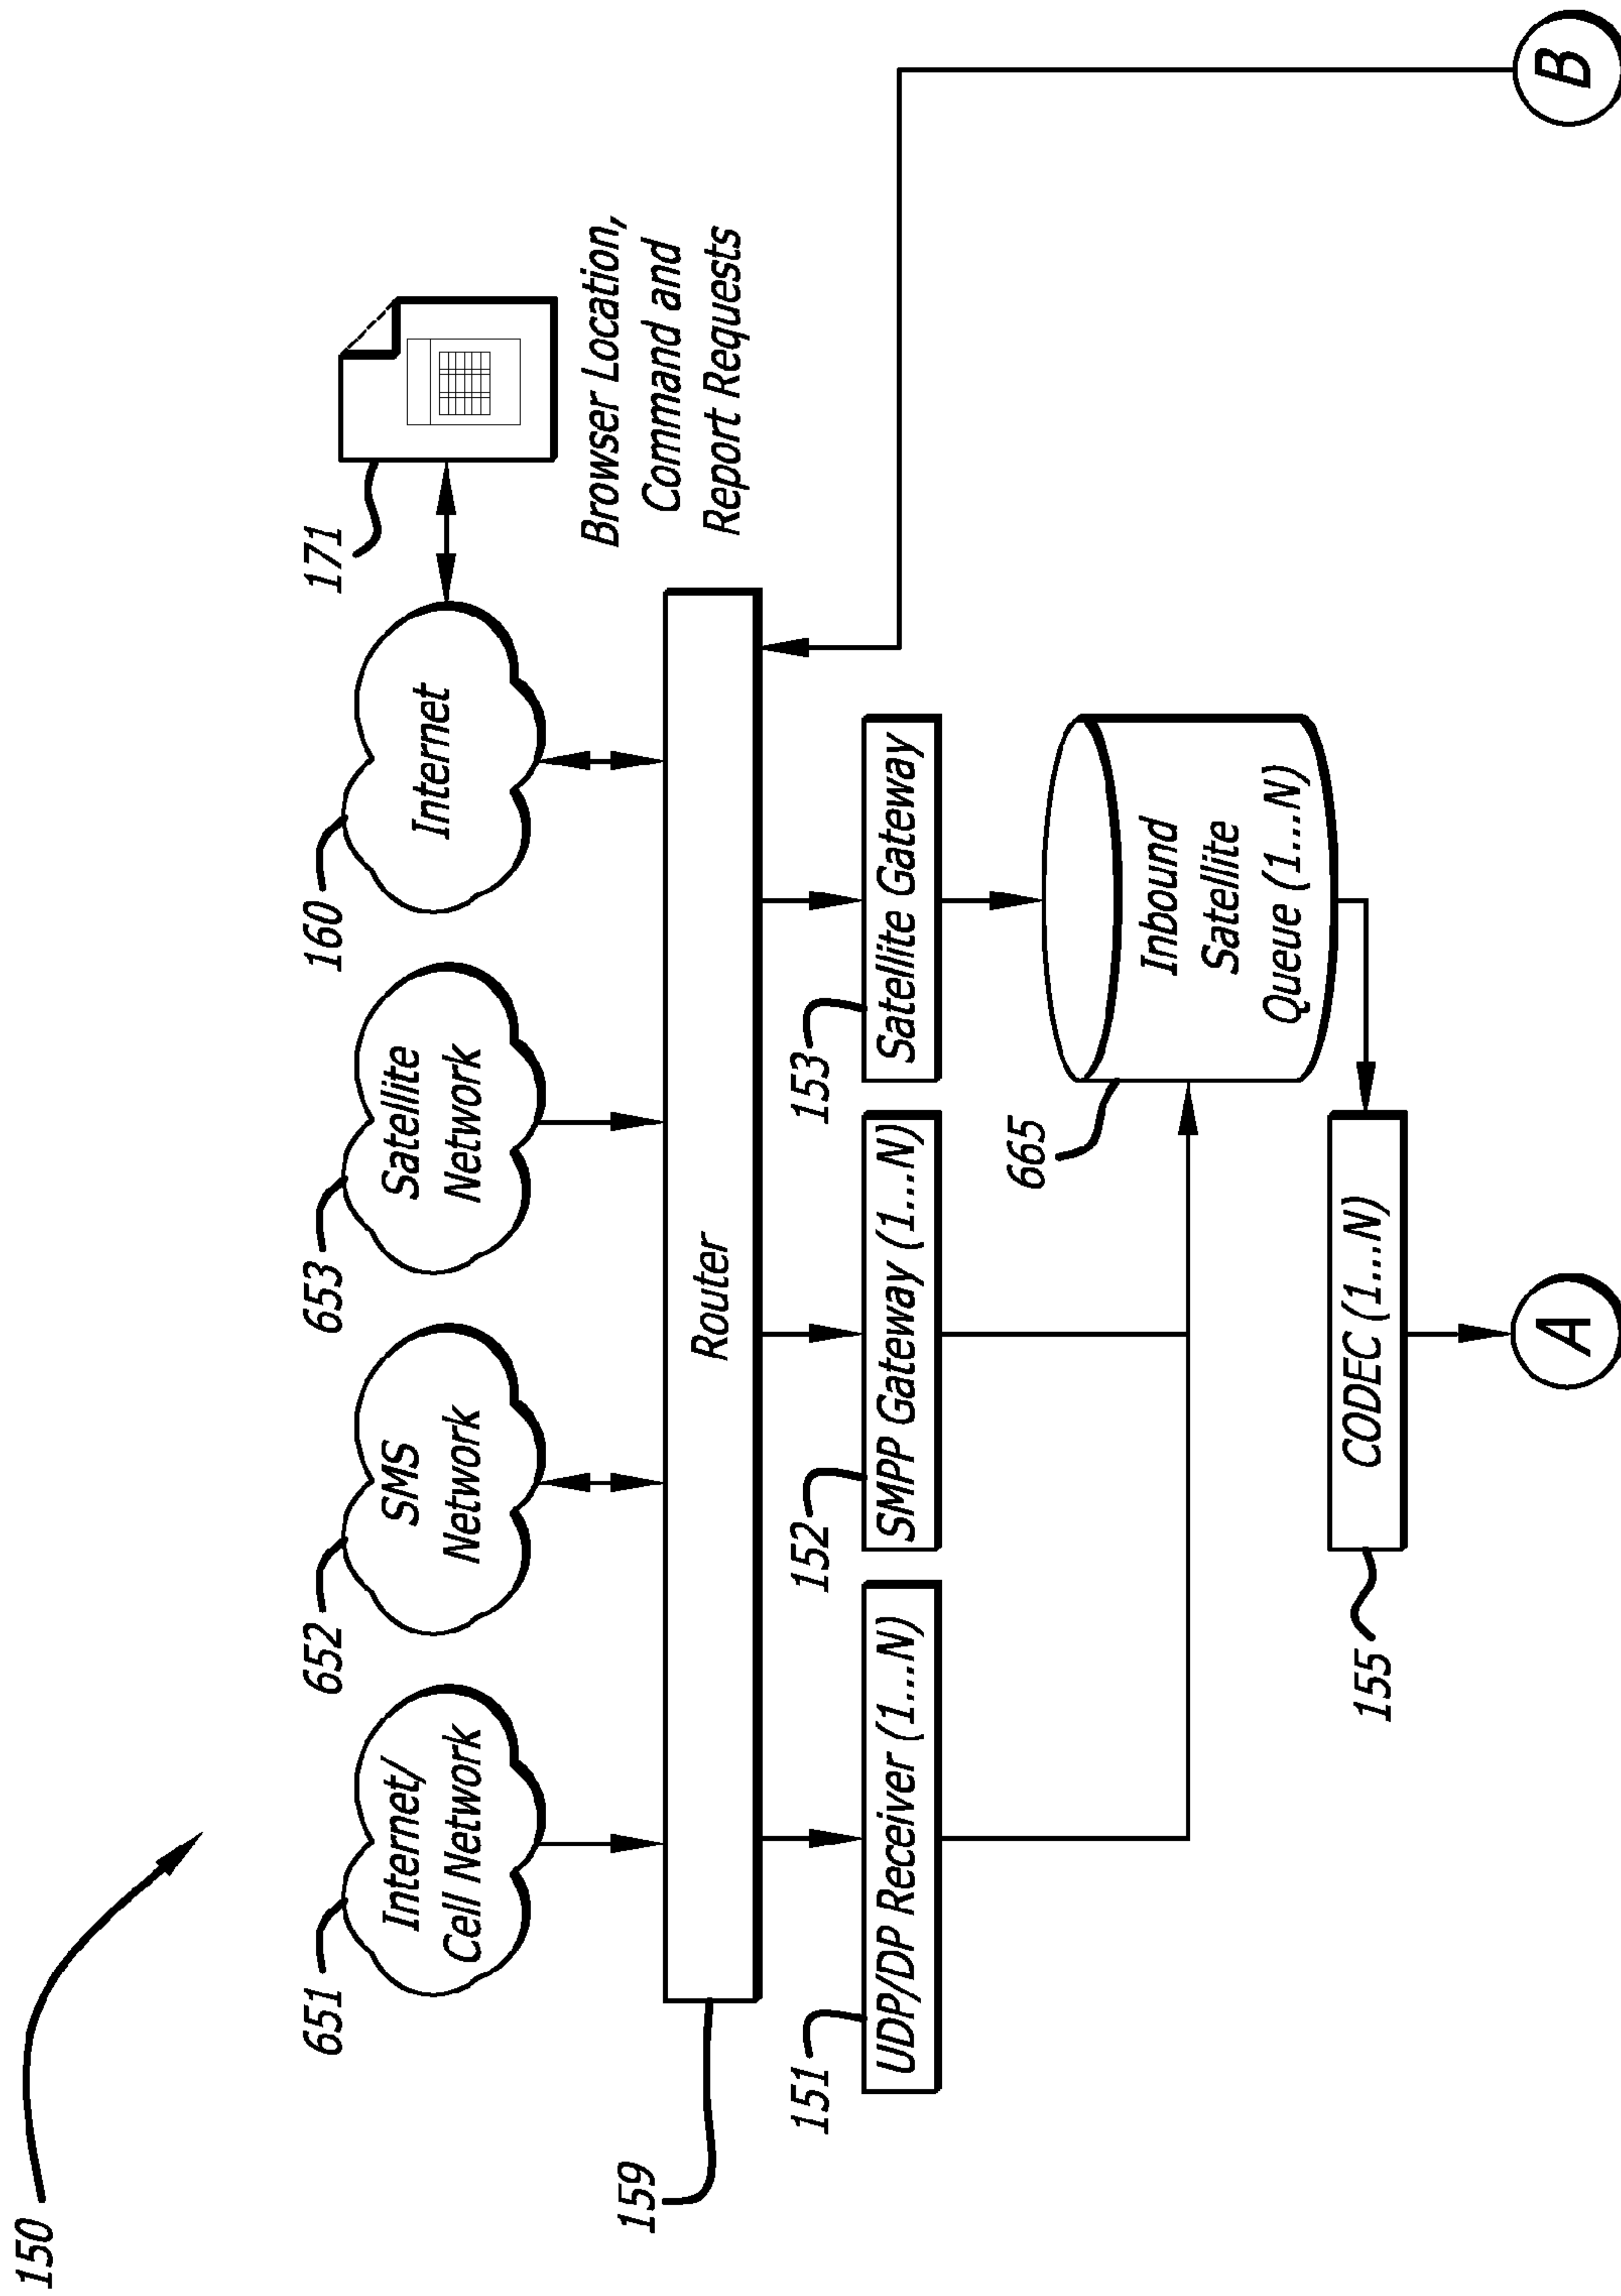 150
651
Internet/
Cell Network
652
SMS
Network
653
Satellite
Network
160
Internet
171
Browser Location,
Command and
Report Requests
159
Router
151
UDP/DP Receiver (1...N)
152
SMPP Gateway (1...N)
153
Satellite Gateway
665
Inbound
Satellite
Queue (1...N)
155
CODEC (1...N)
A
B